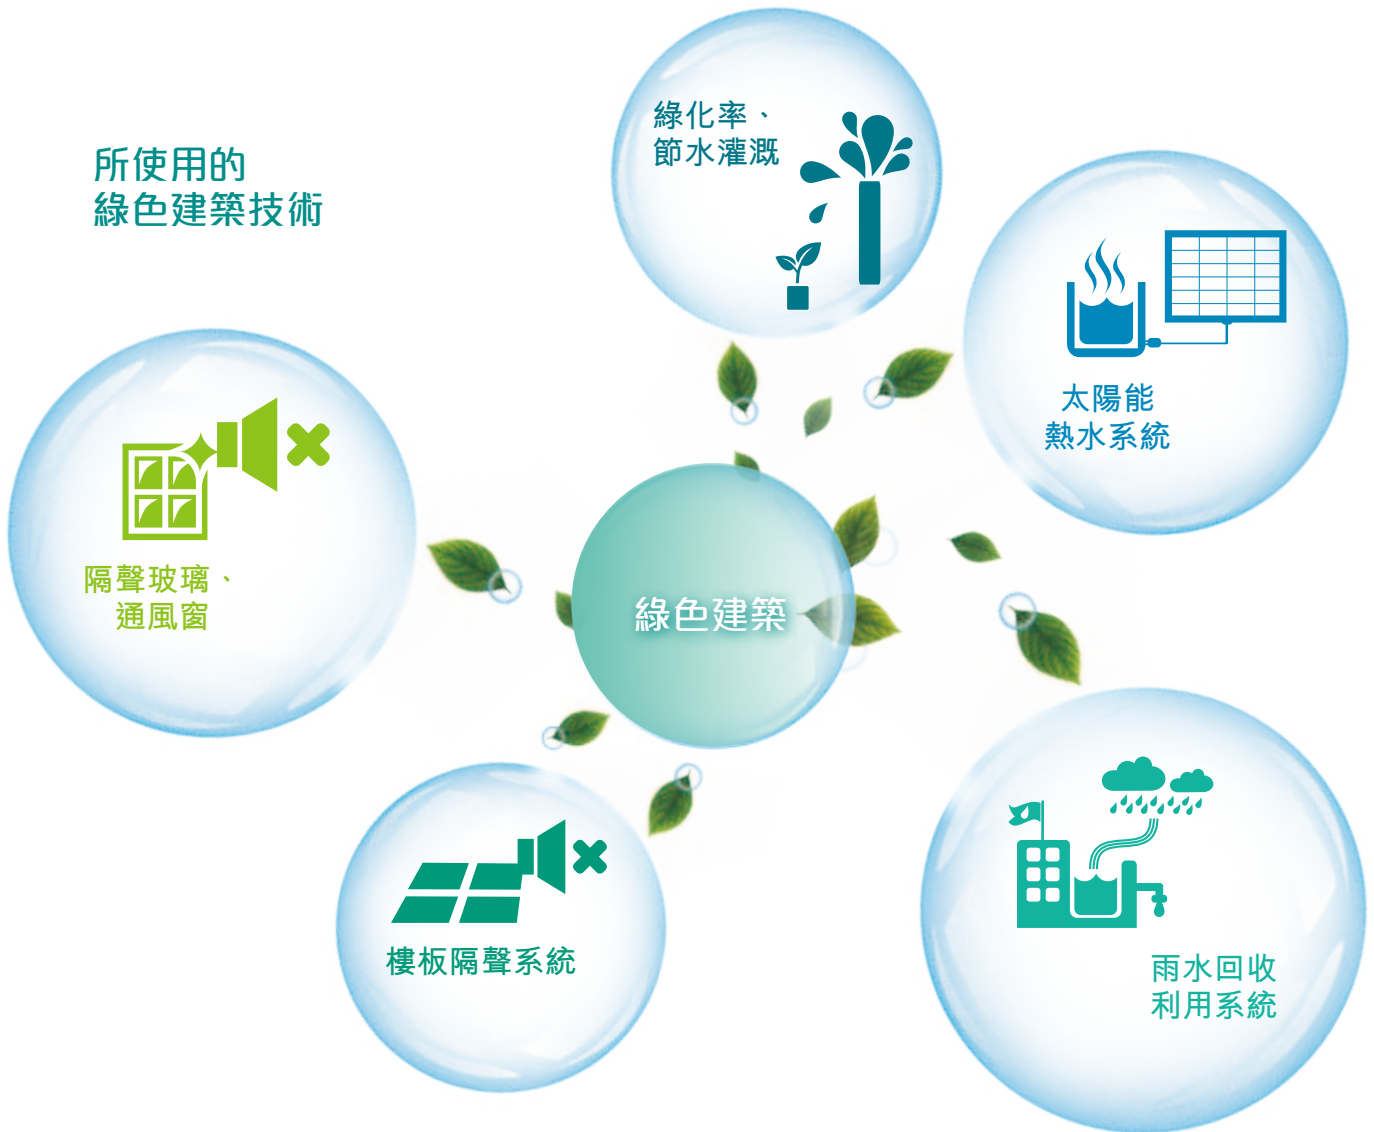 所使用的
綠色建築技術
綠化率、
節水灌溉
太陽能
熱水系統
隔聲玻璃、
通風窗
綠色建築
樓板隔聲系統
雨水回收
利用系統